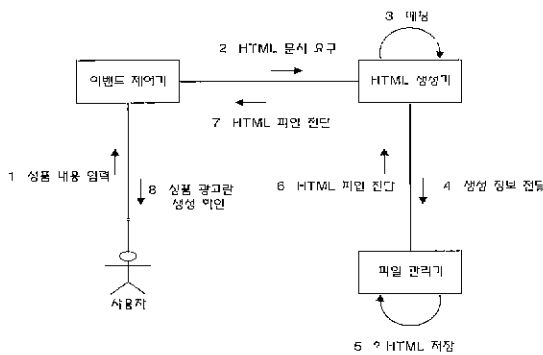 3 매핑
2 HTML 문서 요구
이벤트 제어기
HTML 생성기
7 HTML 파일 전달
1 상품 내용 입력
8 상품 광고란
생성 확인
6 HTML 파일 전달
4 생성 정보 전달
파일 관리기
사용자
5 ? HTML 저장